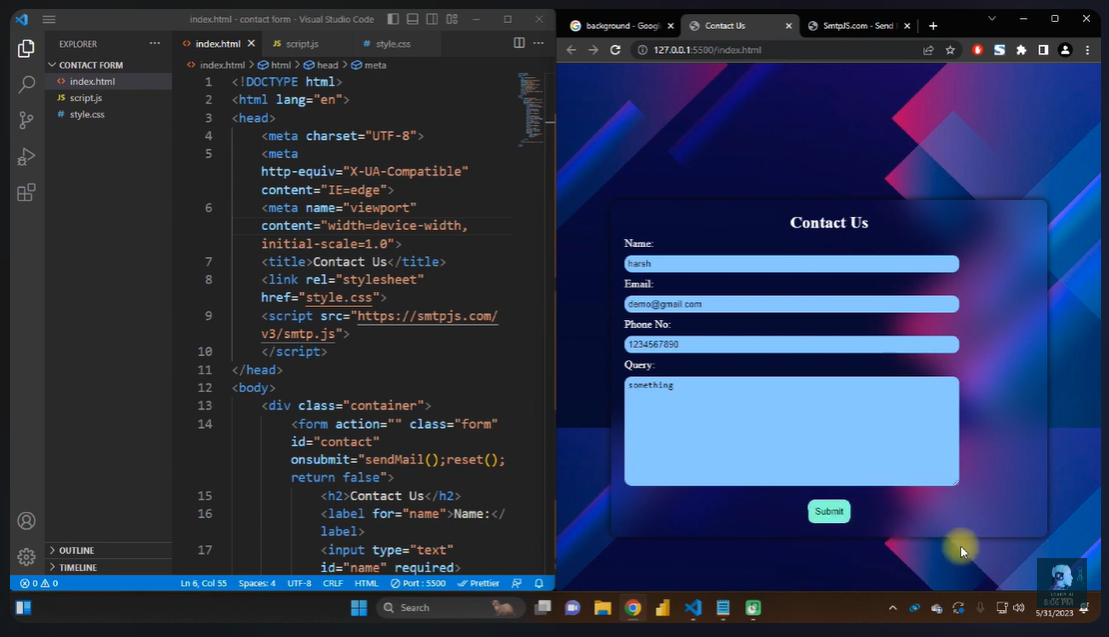 index.html - contact form - Visual Studio Code
EXPLORER
CONTACT FORM
index.html
script.js
style.css
OUTLINE
TIMELINE
index.html
script.js
style.css
index.html > html > head > meta
1 <!DOCTYPE html>
2 <html lang="en">
3 <head>
4 <meta charset="UTF-8">
5 <meta
http-equiv="X-UA-Compatible"
content="IE=edge">
6 <meta name="viewport"
content="width=device-width,
initial-scale=1.0">
7 <title>Contact Us</title>
8 <link rel="stylesheet"
href="style.css">
9 <script src="https://smtpjs.com/
v3/smtp.js">
10 </script>
11 </head>
12 <body>
13 <div class="container">
14 <form action="" class="form"
id="contact"
onsubmit="sendMail();reset();
return false">
15 <h2>Contact Us</h2>
16 <label for="name">Name:</
label>
17 <input type="text"
id="name" required>
0 0 Ln 6, Col 55 Spaces: 4 UTF-8 CRLF HTML Port : 5500 Prettier
background - Goog
Contact Us
SmtpJS.com - Send
127.0.0.1:5500/index.html
Contact Us
Name:
harsh
Email:
demo@gmail.com
Phone No:
1234567890
Query:
something
Submit
Search
5/31/2023